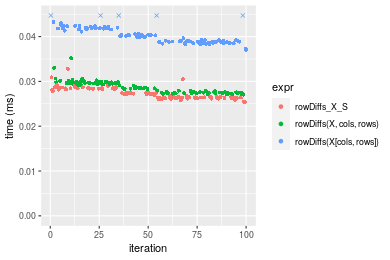 0.04
0.03
0.02
0.01
0.00
time (ms)
0
25
50
75
100
iteration
expr
rowDiffs_X_S
rowDiffs(X, cols, rows)
rowDiffs(X[cols, rows])